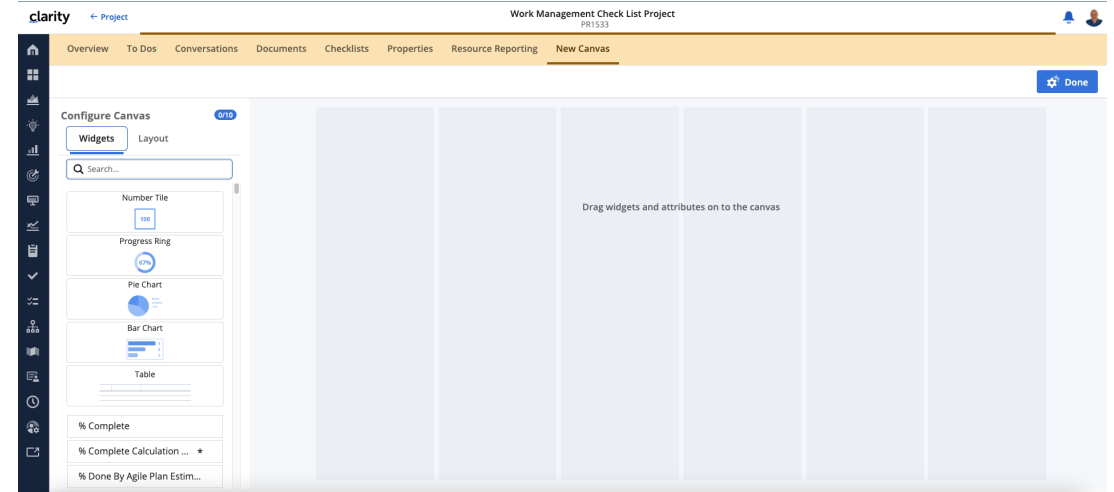 clarity
← Project
Work Management Check List Project
PR1533
Overview To Dos Conversations Documents Checklists Properties Resource Reporting New Canvas
Done
Configure Canvas 0/10
Widgets Layout
Search...
Number Tile
100
Progress Ring
67%
Pie Chart
Bar Chart
Table
% Complete
% Complete Calculation ... ★
% Done By Agile Plan Estim...
Drag widgets and attributes on to the canvas